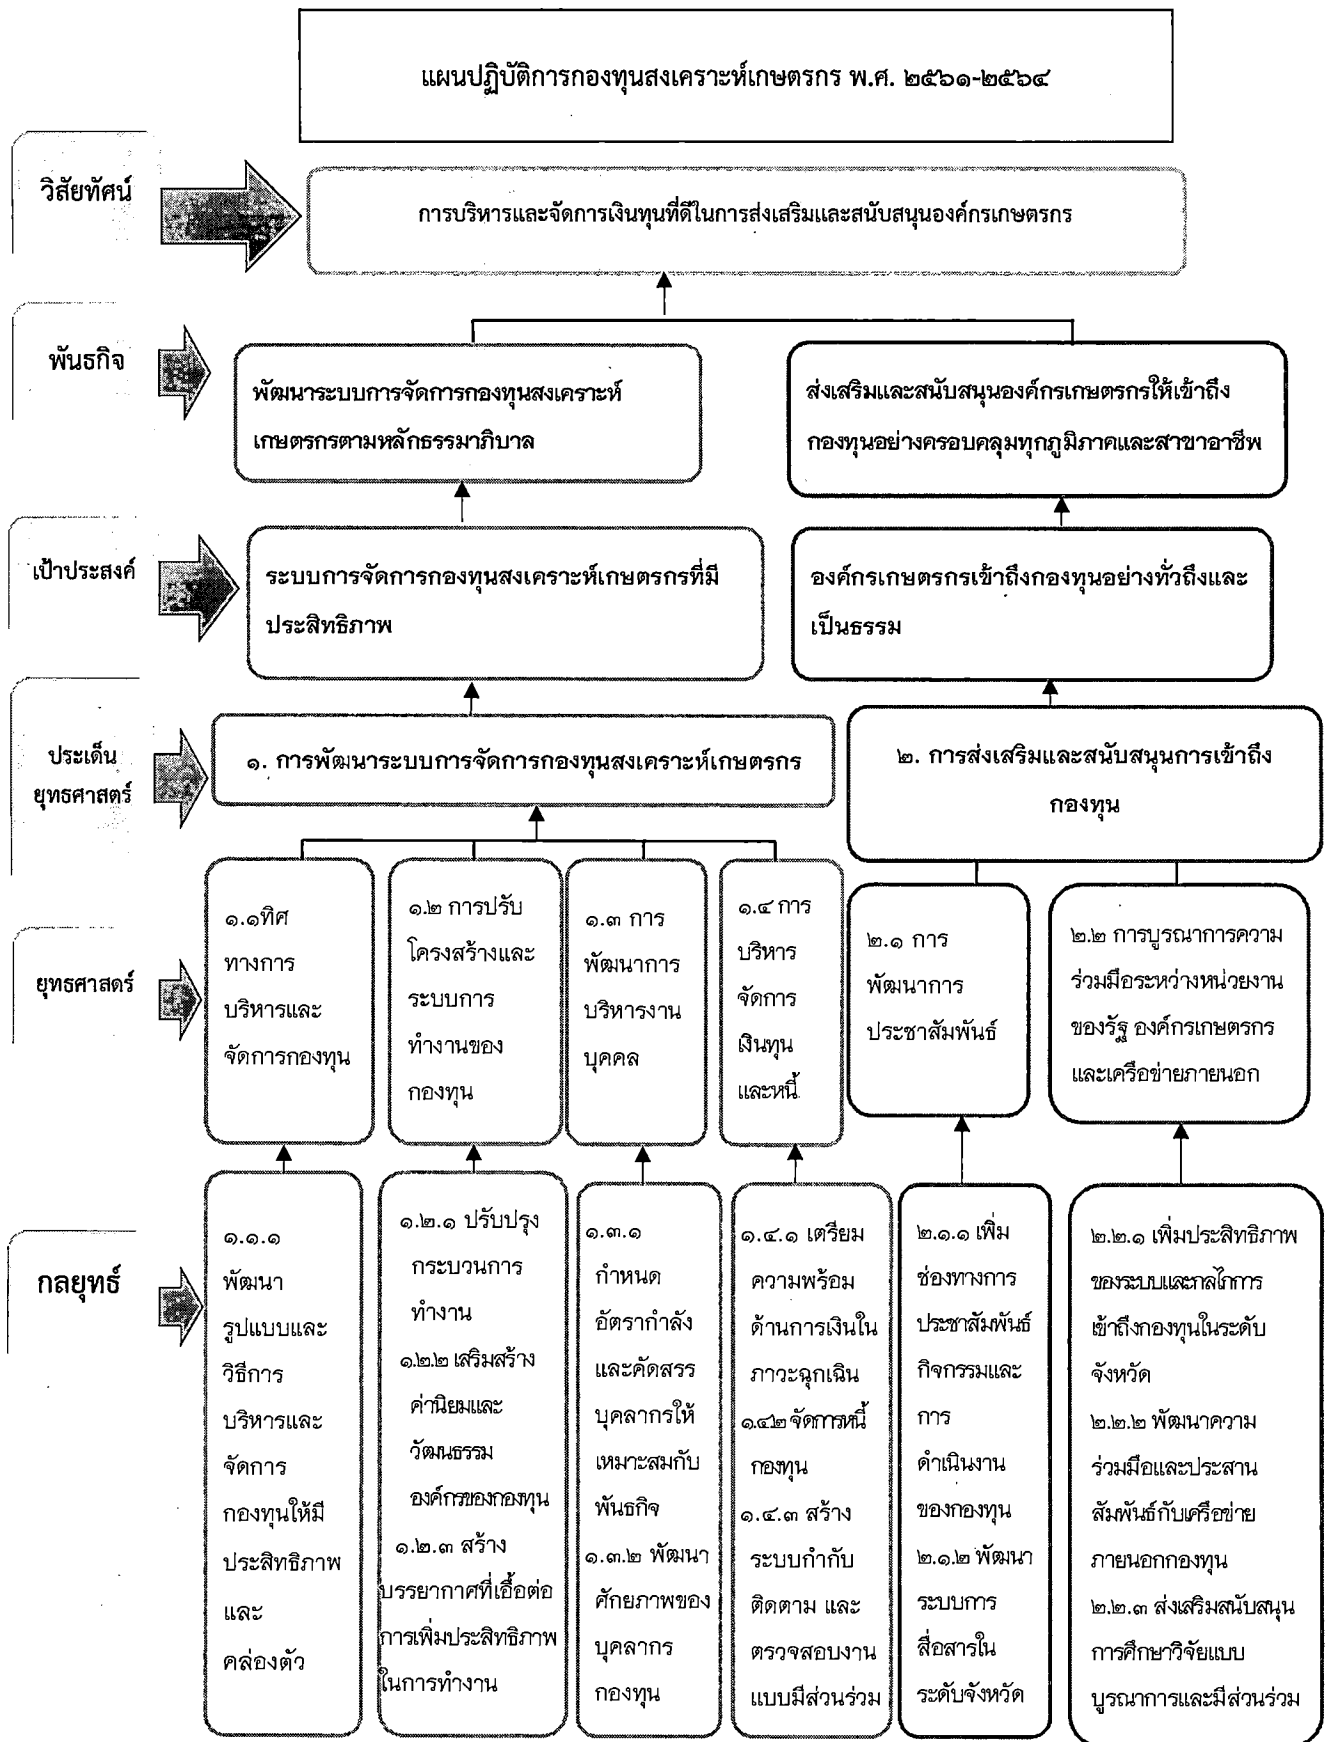 แผนปฏิบัติการกองทุนสงเคราะห์เกษตรกร พ.ศ. ๒๕๖๑-๒๕๖๔
วิสัยทัศน์
การบริหารและจัดการเงินทุนที่ดีในการส่งเสริมและสนับสนุนองค์กรเกษตรกร
พันธกิจ
พัฒนาระบบการจัดการกองทุนสงเคราะห์
เกษตรกรตามหลักธรรมาภิบาล
ส่งเสริมและสนับสนุนองค์กรเกษตรกรให้เข้าถึง
กองทุนอย่างครอบคลุมทุกภูมิภาคและสาขาอาชีพ
เป้าประสงค์
ระบบการจัดการกองทุนสงเคราะห์เกษตรกรที่มี
ประสิทธิภาพ
องค์กรเกษตรกรเข้าถึงกองทุนอย่างทั่วถึงและ
เป็นธรรม
ประเด็น
ยุทธศาสตร์
๑. การพัฒนาระบบการจัดการกองทุนสงเคราะห์เกษตรกร
๒. การส่งเสริมและสนับสนุนการเข้าถึง
กองทุน
ยุทธศาสตร์
๑.๑ทิศ
ทางการ
บริหารและ
จัดการกองทุน
๑.๒ การปรับ
โครงสร้างและ
ระบบการ
ทำงานของ
กองทุน
๑.๓ การ
พัฒนาการ
บริหารงาน
บุคคล
๑.๔ การ
บริหาร
จัดการ
เงินทุน
และหนี้
๒.๑ การ
พัฒนาการ
ประชาสัมพันธ์
๒.๒ การบูรณาการความ
ร่วมมือระหว่างหน่วยงาน
ของรัฐ องค์กรเกษตรกร
และเครือข่ายภายนอก
กลยุทธ์
๑.๑.๑
พัฒนา
รูปแบบและ
วิธีการ
บริหารและ
จัดการ
กองทุนให้มี
ประสิทธิภาพ
และ
คล่องตัว
๑.๒.๑ ปรับปรุง
กระบวนการ
ทำงาน
๑.๒.๒ เสริมสร้าง
ค่านิยมและ
วัฒนธรรม
องค์กรของกองทุน
๑.๒.๓ สร้าง
บรรยากาศที่เอื้อต่อ
การเพิ่มประสิทธิภาพ
ในการทำงาน
๑.๓.๑
กำหนด
อัตรากำลัง
และคัดสรร
บุคลากรให้
เหมาะสมกับ
พันธกิจ
๑.๓.๒ พัฒนา
ศักยภาพของ
บุคลากร
กองทุน
๑.๔.๑ เตรียม
ความพร้อม
ด้านการเงินใน
ภาวะฉุกเฉิน
๑.๔.๒ จัดการหนี้
กองทุน
๑.๔.๓ สร้าง
ระบบกำกับ
ติดตาม และ
ตรวจสอบงาน
แบบมีส่วนร่วม
๒.๑.๑ เพิ่ม
ช่องทางการ
ประชาสัมพันธ์
กิจกรรมและ
การ
ดำเนินงาน
ของกองทุน
๒.๑.๒ พัฒนา
ระบบการ
สื่อสารใน
ระดับจังหวัด
๒.๒.๑ เพิ่มประสิทธิภาพ
ของระบบและกลไกการ
เข้าถึงกองทุนในระดับ
จังหวัด
๒.๒.๒ พัฒนาความ
ร่วมมือและประสาน
สัมพันธ์กับเครือข่าย
ภายนอกกองทุน
๒.๒.๓ ส่งเสริมสนับสนุน
การศึกษาวิจัยแบบ
บูรณาการและมีส่วนร่วม